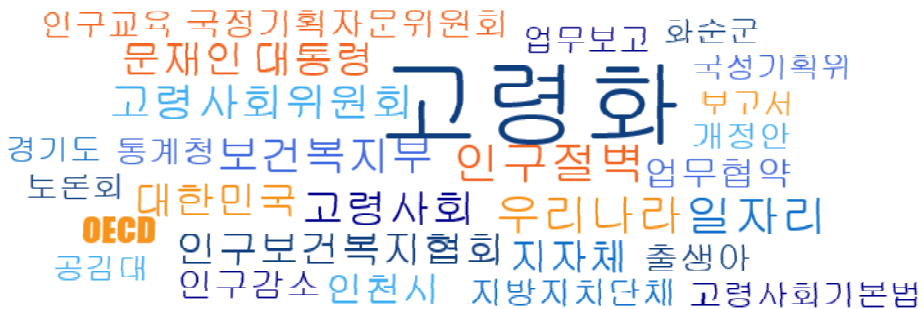 인구교육 국정기획자문위원회 업무보고 화순군
문재인 대통령 고령화 국정기획위
고령사회위원회 보고서
경기도 통계청 보건복지부 인구절벽 개정안
토론회 대한민국 고령사회 우리나라 일자리 업무협약
OECD 인구보건복지협회 지자체 출생아
공감대 인구감소 인천시 지방자치단체 고령사회기본법